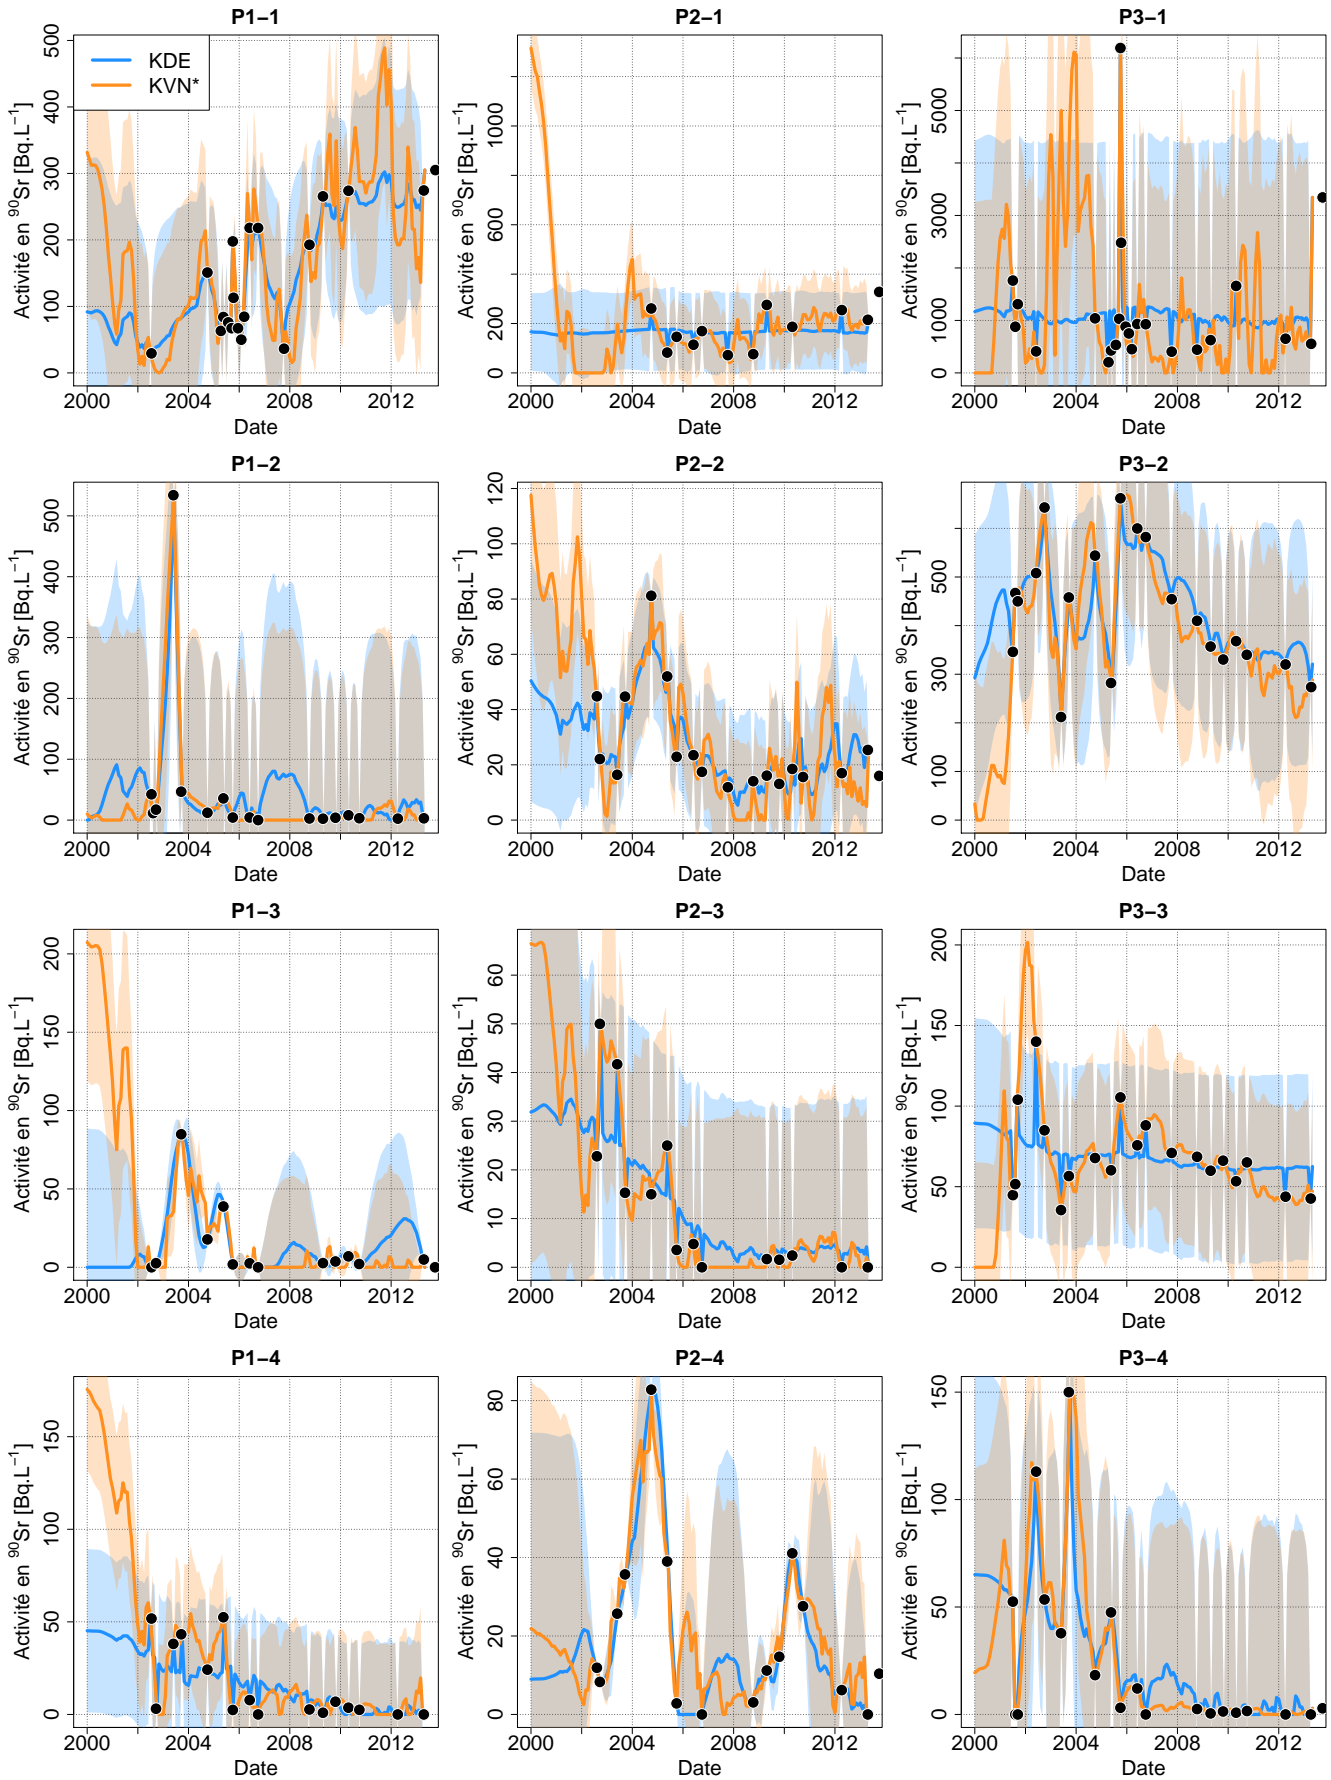 P1−1
P2−1
P3−1
KDE
KVN*
Activité en ⁹⁰Sr [Bq.L⁻¹]
0 100 200 300 400 500
2000 2004 2008 2012
Date
Activité en ⁹⁰Sr [Bq.L⁻¹]
0 200 600 1000
2000 2004 2008 2012
Date
Activité en ⁹⁰Sr [Bq.L⁻¹]
0 1000 3000 5000
2000 2004 2008 2012
Date
P1−2
P2−2
P3−2
Activité en ⁹⁰Sr [Bq.L⁻¹]
0 100 200 300 400 500
2000 2004 2008 2012
Date
Activité en ⁹⁰Sr [Bq.L⁻¹]
0 20 40 60 80 100 120
2000 2004 2008 2012
Date
Activité en ⁹⁰Sr [Bq.L⁻¹]
0 100 300 500
2000 2004 2008 2012
Date
P1−3
P2−3
P3−3
Activité en ⁹⁰Sr [Bq.L⁻¹]
0 50 100 150 200
2000 2004 2008 2012
Date
Activité en ⁹⁰Sr [Bq.L⁻¹]
0 10 20 30 40 50 60
2000 2004 2008 2012
Date
Activité en ⁹⁰Sr [Bq.L⁻¹]
0 50 100 150 200
2000 2004 2008 2012
Date
P1−4
P2−4
P3−4
Activité en ⁹⁰Sr [Bq.L⁻¹]
0 50 100 150
2000 2004 2008 2012
Date
Activité en ⁹⁰Sr [Bq.L⁻¹]
0 20 40 60 80
2000 2004 2008 2012
Date
Activité en ⁹⁰Sr [Bq.L⁻¹]
0 50 100 150
2000 2004 2008 2012
Date